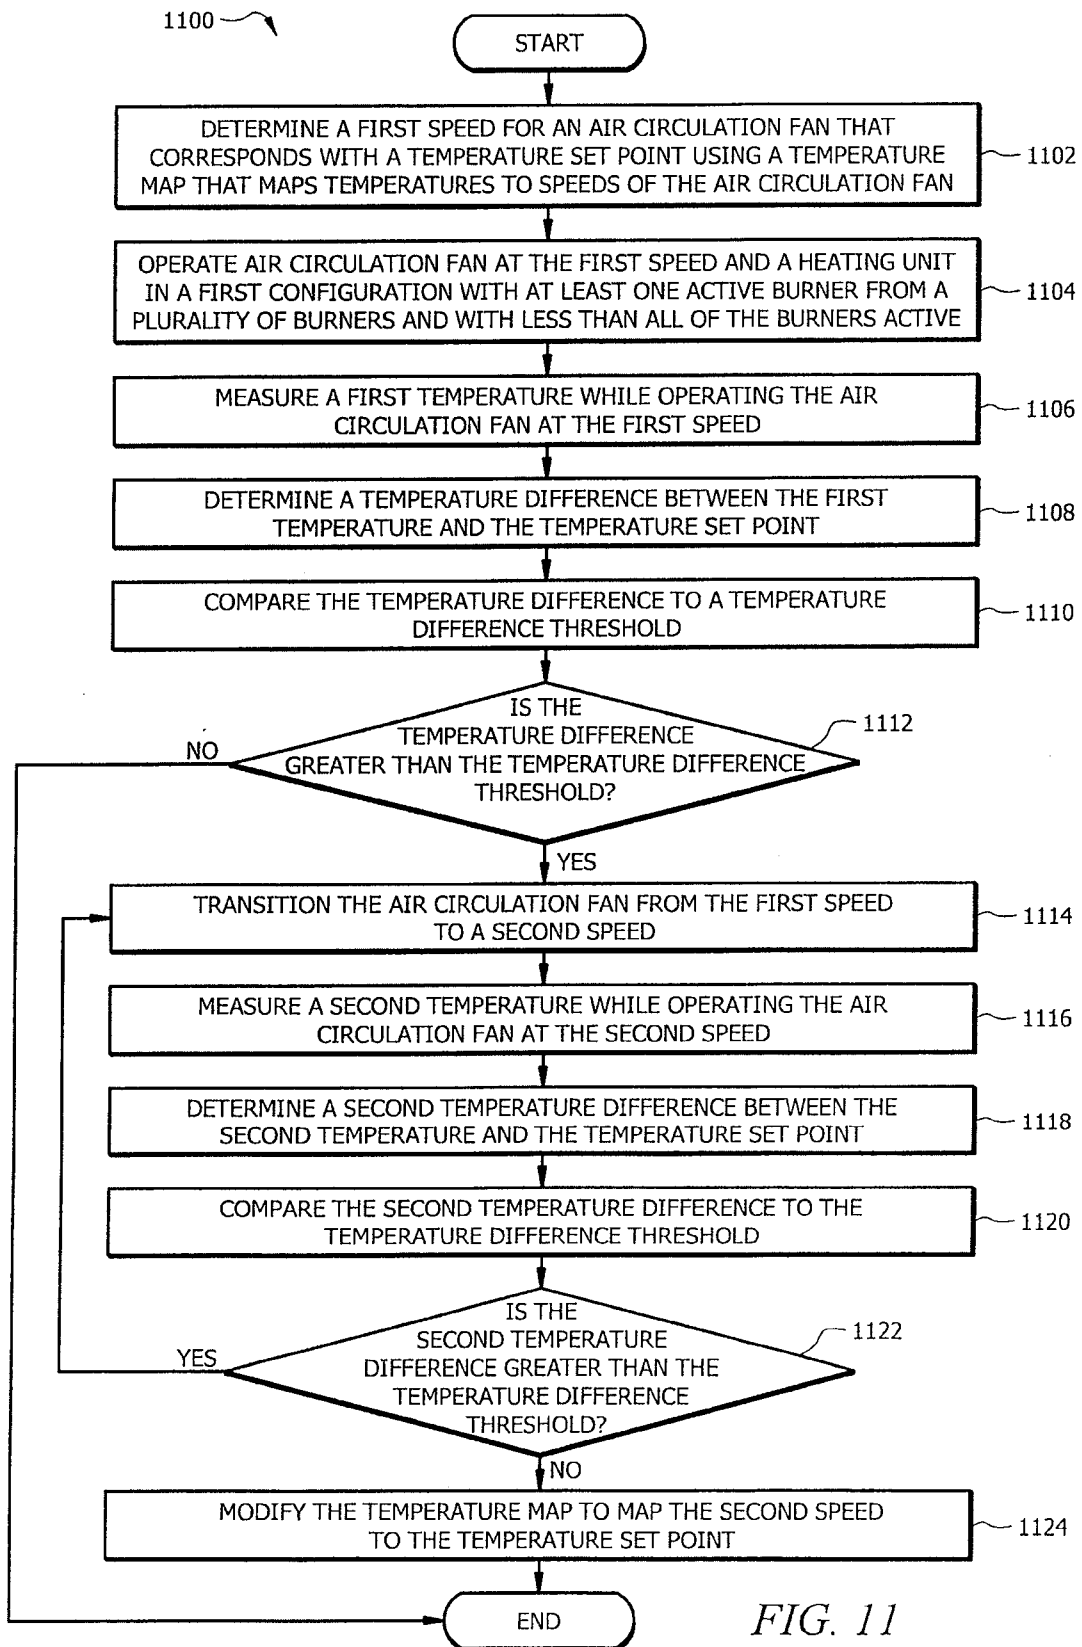 1100
START
DETERMINE A FIRST SPEED FOR AN AIR CIRCULATION FAN THAT
CORRESPONDS WITH A TEMPERATURE SET POINT USING A TEMPERATURE
MAP THAT MAPS TEMPERATURES TO SPEEDS OF THE AIR CIRCULATION FAN
1102
OPERATE AIR CIRCULATION FAN AT THE FIRST SPEED AND A HEATING UNIT
IN A FIRST CONFIGURATION WITH AT LEAST ONE ACTIVE BURNER FROM A
PLURALITY OF BURNERS AND WITH LESS THAN ALL OF THE BURNERS ACTIVE
1104
MEASURE A FIRST TEMPERATURE WHILE OPERATING THE AIR
CIRCULATION FAN AT THE FIRST SPEED
1106
DETERMINE A TEMPERATURE DIFFERENCE BETWEEN THE FIRST
TEMPERATURE AND THE TEMPERATURE SET POINT
1108
COMPARE THE TEMPERATURE DIFFERENCE TO A TEMPERATURE
DIFFERENCE THRESHOLD
1110
IS THE
TEMPERATURE DIFFERENCE
GREATER THAN THE TEMPERATURE DIFFERENCE
THRESHOLD?
1112
NO
YES
TRANSITION THE AIR CIRCULATION FAN FROM THE FIRST SPEED
TO A SECOND SPEED
1114
MEASURE A SECOND TEMPERATURE WHILE OPERATING THE AIR
CIRCULATION FAN AT THE SECOND SPEED
1116
DETERMINE A SECOND TEMPERATURE DIFFERENCE BETWEEN THE
SECOND TEMPERATURE AND THE TEMPERATURE SET POINT
1118
COMPARE THE SECOND TEMPERATURE DIFFERENCE TO THE
TEMPERATURE DIFFERENCE THRESHOLD
1120
IS THE
SECOND TEMPERATURE
DIFFERENCE GREATER THAN THE
TEMPERATURE DIFFERENCE
THRESHOLD?
1122
YES
NO
MODIFY THE TEMPERATURE MAP TO MAP THE SECOND SPEED
TO THE TEMPERATURE SET POINT
1124
END
FIG. 11